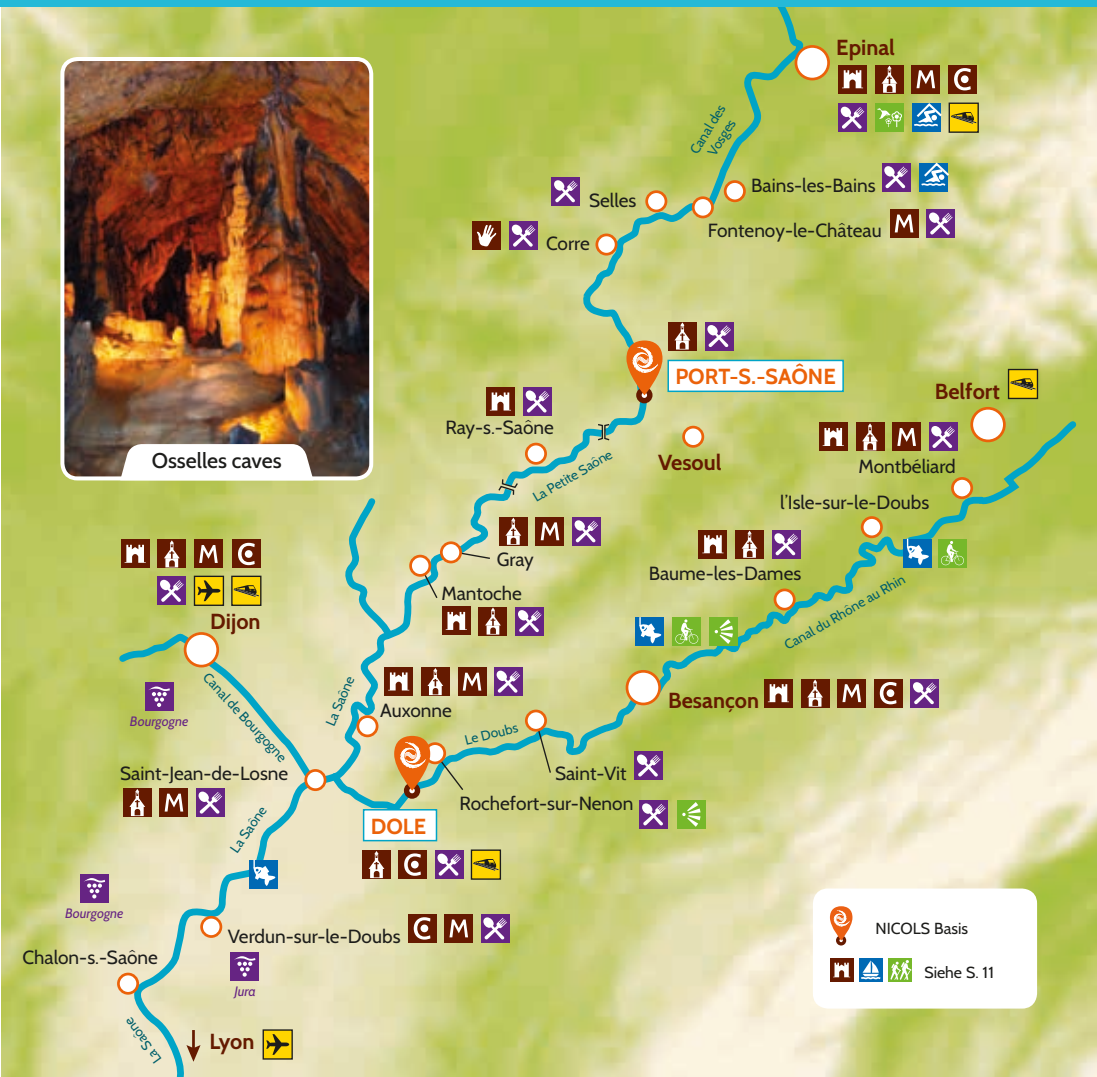 Epinal
Canal des
Vosges
Bains-les-Bains
Selles
Fontenoy-le-Château
Corre
PORT-S.-SAÔNE
Belfort
Ray-s.-Saône
Vesoul
Montbéliard
Osselles caves
La Petite Saône
l'Isle-sur-le-Doubs
Gray
Baume-les-Dames
Mantoche
Canal du Rhône au Rhin
Dijon
Besançon
La Saône
Auxonne
Bourgogne
Canal de Bourgogne
Le Doubs
Saint-Jean-de-Losne
Saint-Vit
Rochefort-sur-Nenon
DOLE
La Saône
Bourgogne
Verdun-sur-le-Doubs
Chalon-s.-Saône
Jura
La Saône
Lyon
NICOLS Basis
Siehe S. 11